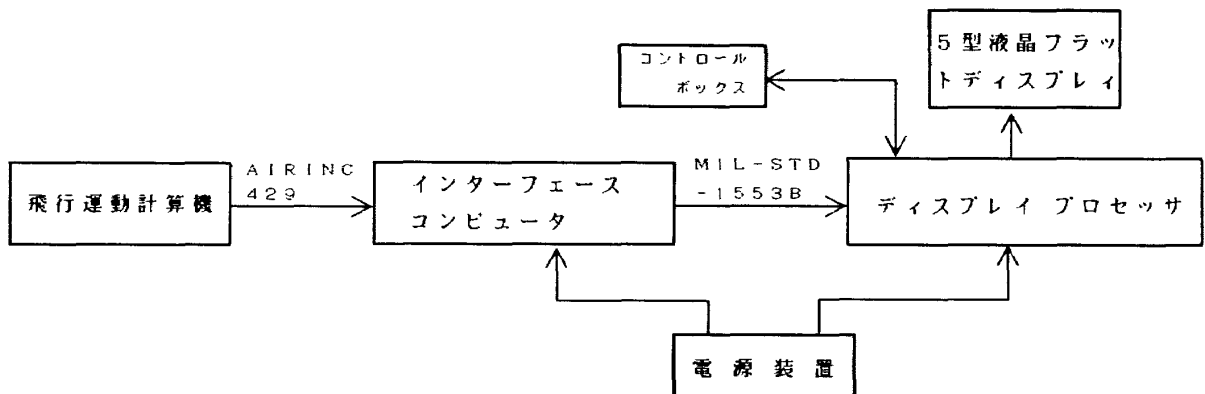 5型液晶フラッ
トディスプレイ
コントロール
ボックス
AIRINC
429
MIL-STD
-1553B
飛行運動計算機
インターフェース
コンピュータ
ディスプレイ プロセッサ
電源装置